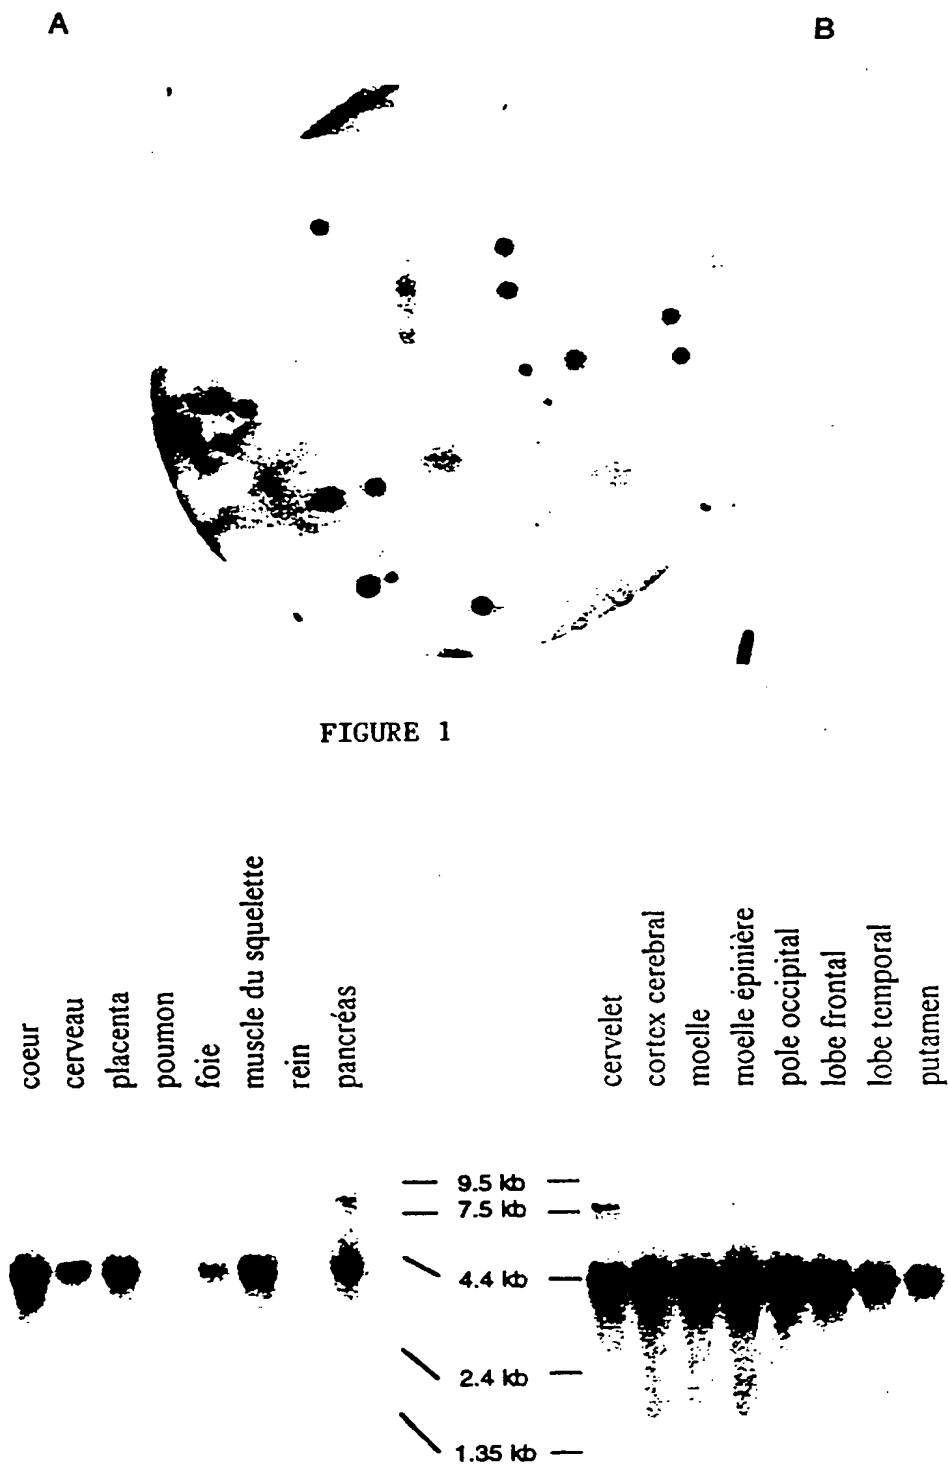 A
B
FIGURE 1
coeur
cerveau
placenta
poumon
foie
muscle du squelette
rein
pancréas
cervelet
cortex cerebral
moelle
moelle épinière
pole occipital
lobe frontal
lobe temporal
putamen
9.5 kb
7.5 kb
4.4 kb
2.4 kb
1.35 kb